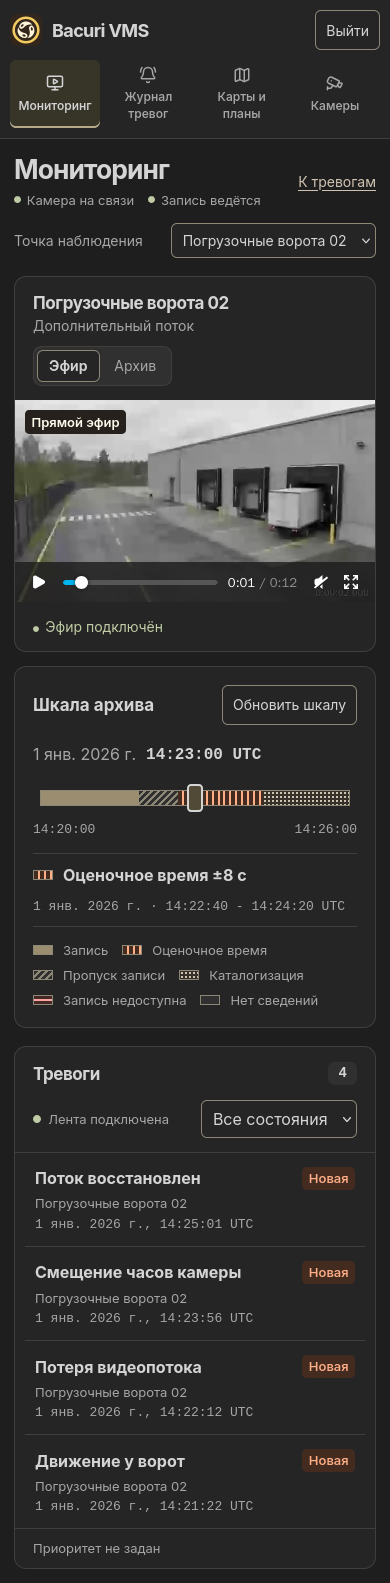 Bacuri VMS
Выйти
Мониторинг
Журнал
тревог
Карты и
планы
Камеры
Мониторинг
Камера на связи
Запись ведётся
К тревогам
Точка наблюдения
Погрузочные ворота 02
Погрузочные ворота 02
Дополнительный поток
Эфир
Архив
Прямой эфир
0:01 / 0:12
Эфир подключён
Шкала архива
Обновить шкалу
1 янв. 2026 г. 14:23:00 UTC
14:20:00
14:26:00
Оценочное время ±8 с
1 янв. 2026 г. · 14:22:40 - 14:24:20 UTC
Запись
Оценочное время
Пропуск записи
Каталогизация
Запись недоступна
Нет сведений
Тревоги
4
Лента подключена
Все состояния
Поток восстановлен
Новая
Погрузочные ворота 02
1 янв. 2026 г., 14:25:01 UTC
Смещение часов камеры
Новая
Погрузочные ворота 02
1 янв. 2026 г., 14:23:56 UTC
Потеря видеопотока
Новая
Погрузочные ворота 02
1 янв. 2026 г., 14:22:12 UTC
Движение у ворот
Новая
Погрузочные ворота 02
1 янв. 2026 г., 14:21:22 UTC
Приоритет не задан